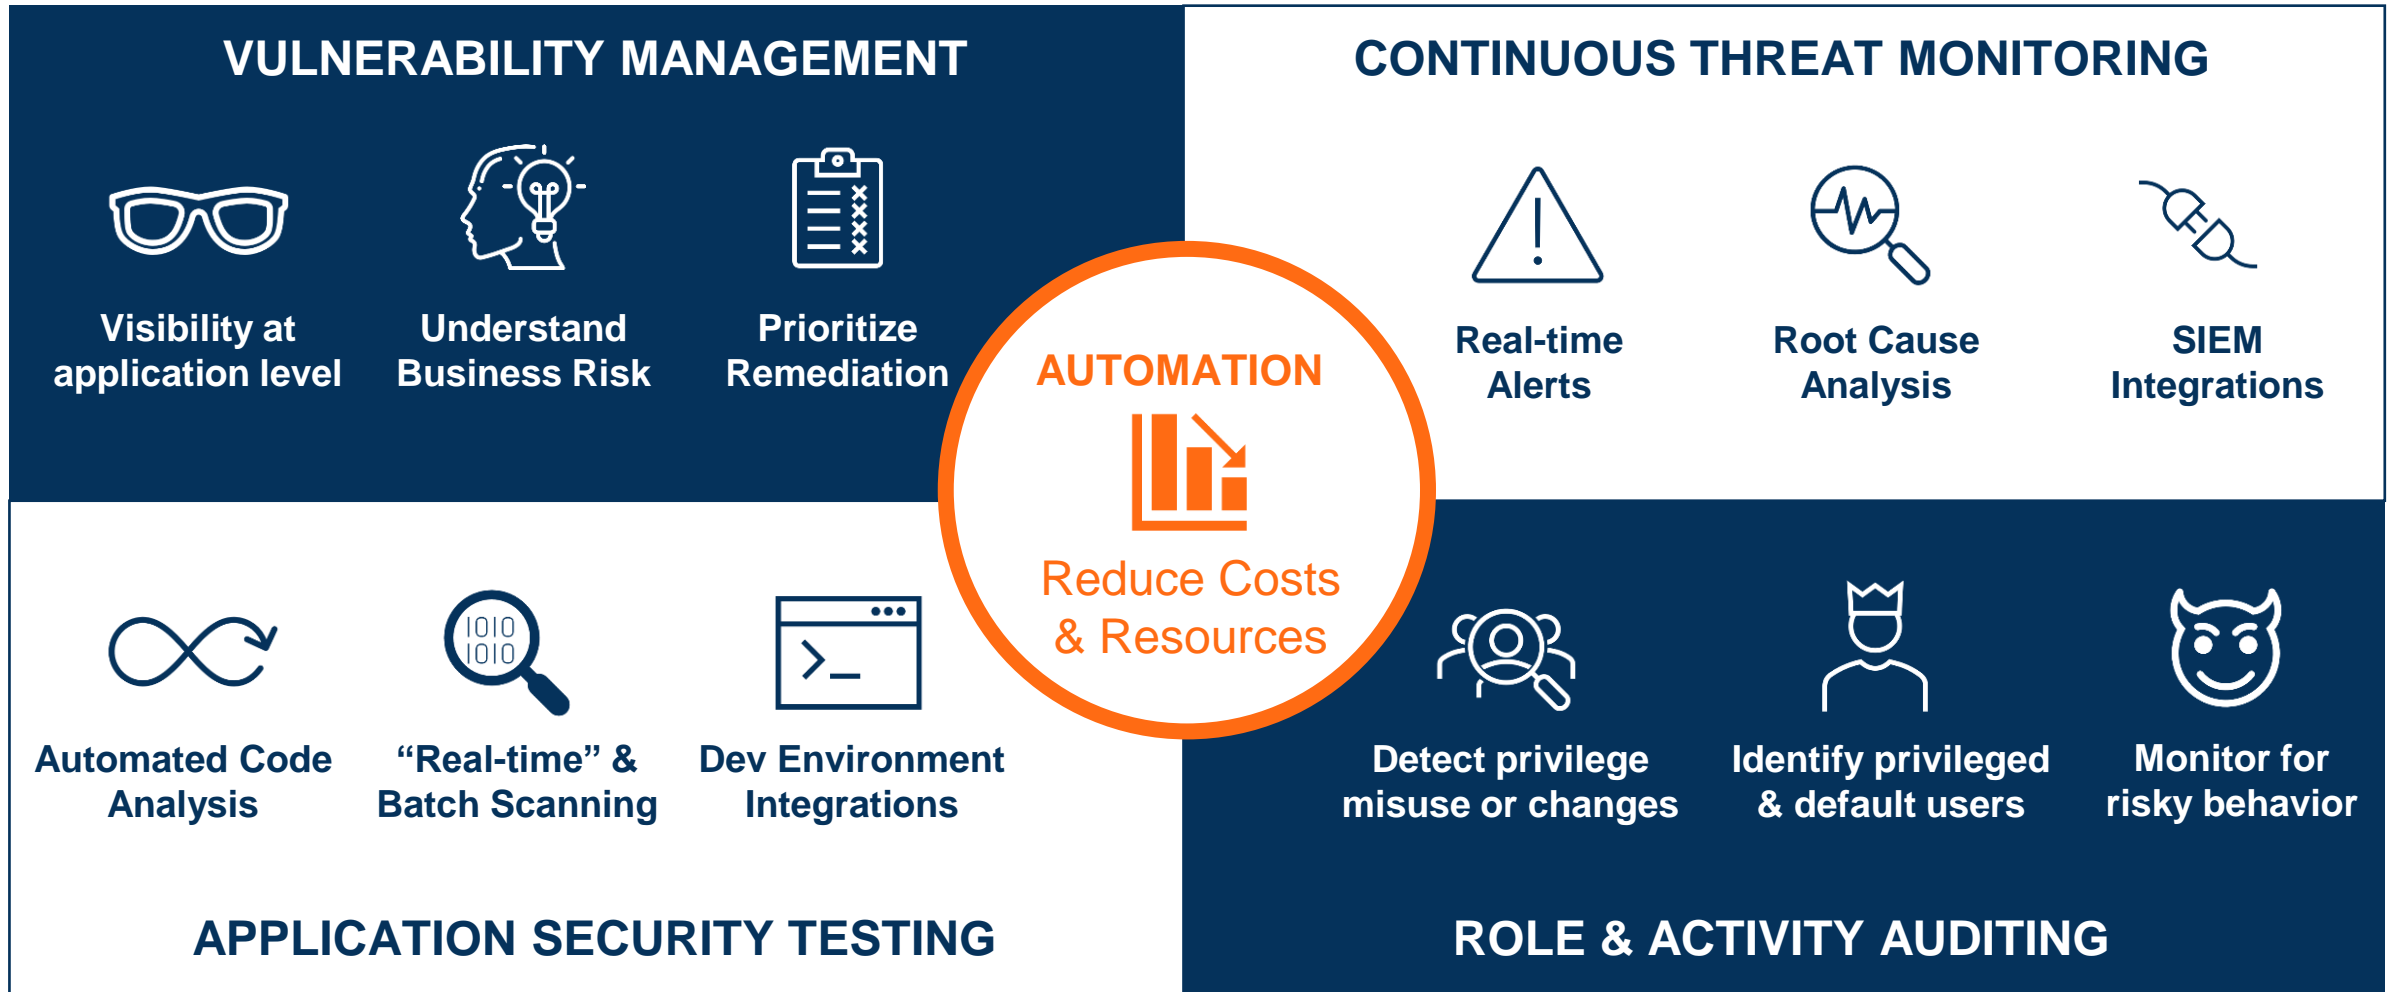 VULNERABILITY MANAGEMENT
Visibility at
application level
Understand
Business Risk
Prioritize
Remediation
CONTINUOUS THREAT MONITORING
Real-time
Alerts
Root Cause
Analysis
SIEM
Integrations
AUTOMATION
Reduce Costs
& Resources
1010
1010
>_
Automated Code
Analysis
“Real-time” &
Batch Scanning
Dev Environment
Integrations
APPLICATION SECURITY TESTING
Detect privilege
misuse or changes
Identify privileged
& default users
Monitor for
risky behavior
ROLE & ACTIVITY AUDITING